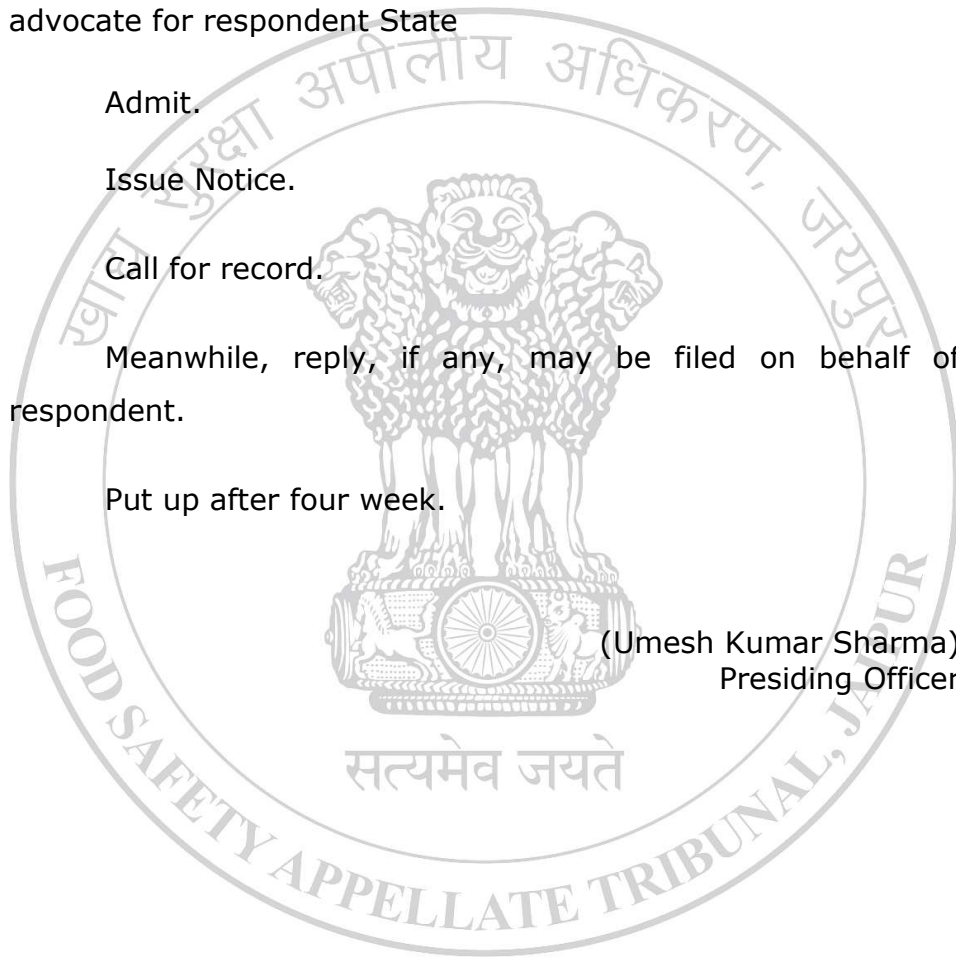 advocate for respondent State
खाद्य सुरक्षा अपीलीय अधिकरण, जयपुर
Admit.
Issue Notice.
Call for record.
Meanwhile, reply, if any, may be filed on behalf of
respondent.
Put up after four week.
(Umesh Kumar Sharma)
Presiding Officer
सत्यमेव जयते
FOOD SAFETY APPELLATE TRIBUNAL, JAIPUR